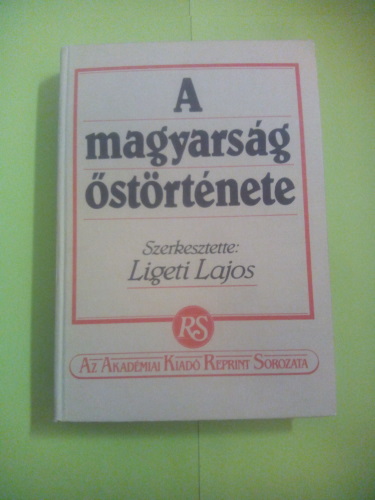 A
magyarság
őstörténete
Szerkesztette:
Ligeti Lajos
RS
AZ AKADÉMIAI KIADÓ REPRINT SOROZATA